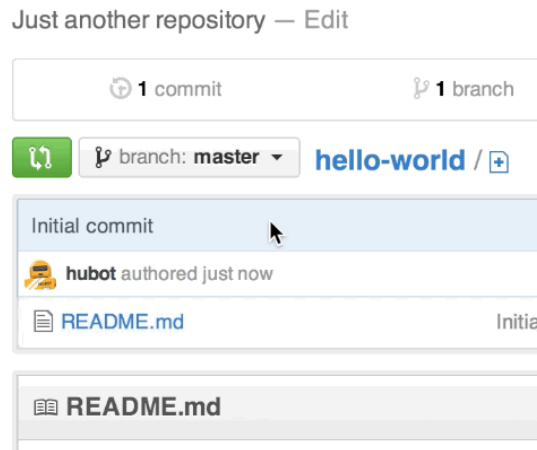 Just another repository — Edit
1 commit 1 branch
branch: master hello-world /
Initial commit
hubot authored just now
README.md Initia
README.md